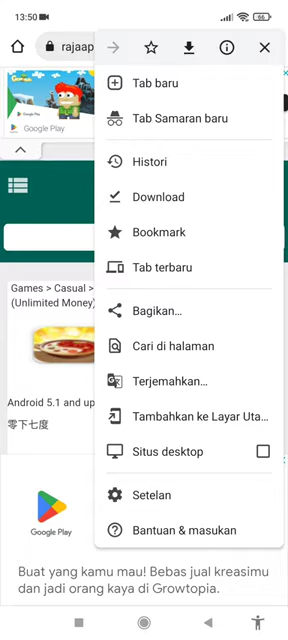 13:50
66
rajaap
Tab baru
Tab Samaran baru
Histori
Download
Bookmark
Tab terbaru
Bagikan...
Cari di halaman
Terjemahkan...
Tambahkan ke Layar Uta...
Situs desktop
Setelan
Bantuan & masukan
Google Play
Google Play
Games > Casual >
(Unlimited Money)
Android 5.1 and up
零下七度
Google Play
Buat yang kamu mau! Bebas jual kreasimu
dan jadi orang kaya di Growtopia.